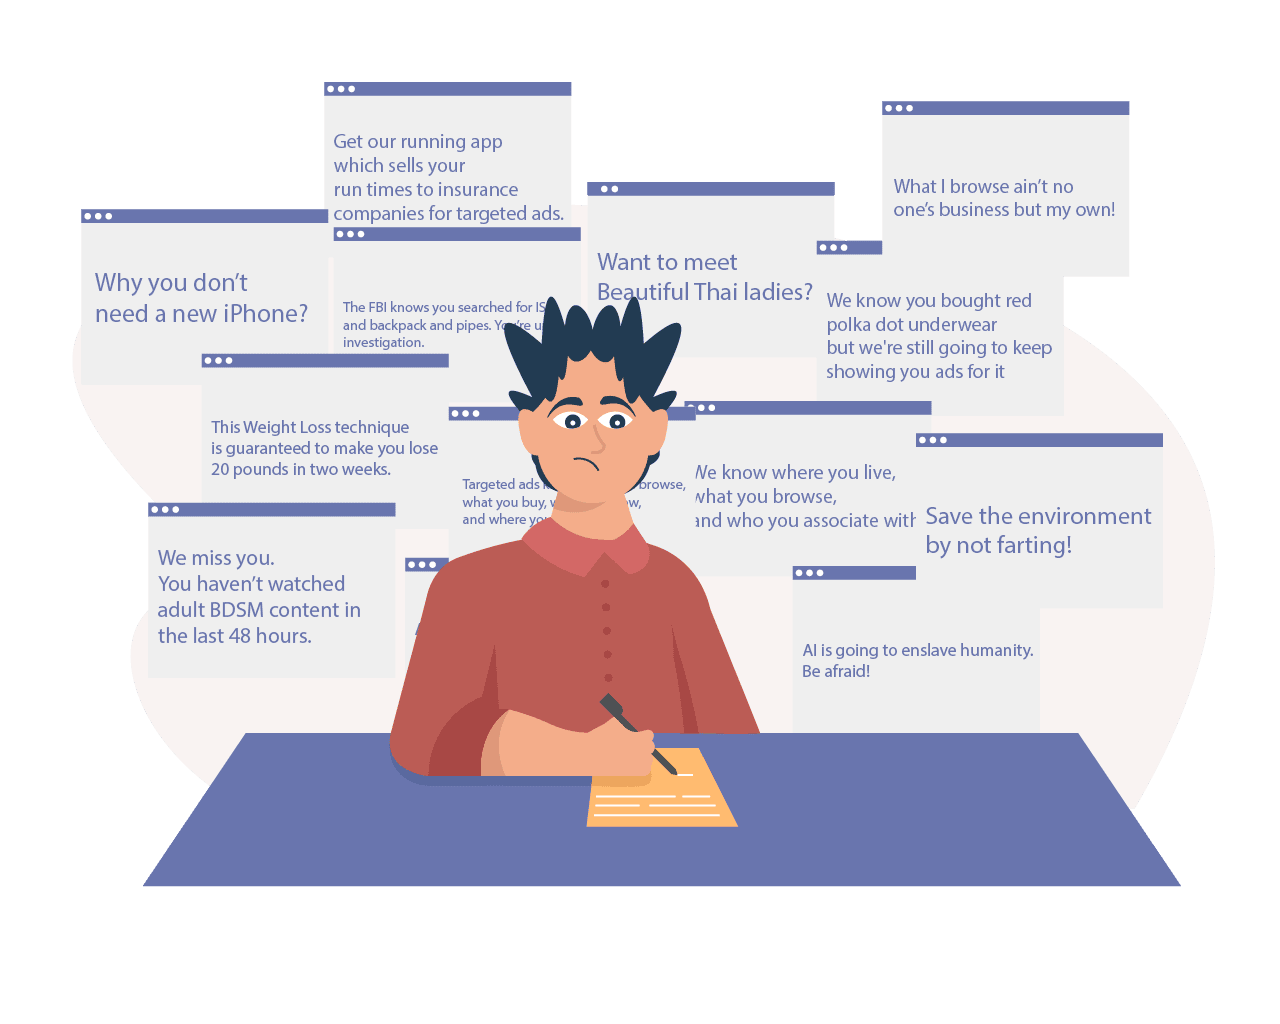 Get our running app
which sells your
run times to insurance
companies for targeted ads.
What I browse ain’t no
one’s business but my own!
Why you don’t
need a new iPhone?
The FBI knows you searched for
and backpack and pipes.
investigation.
Want to meet
Beautiful Thai ladies?
We know you bought red
polka dot underwear
but we're still going to keep
showing you ads for it
This Weight Loss technique
is guaranteed to make you lose
20 pounds in two weeks.
Targeted ads browse,
what you buy,
and where
We know where you live,
what you browse,
and who you associate with
Save the environment
by not farting!
We miss you.
You haven’t watched
adult BDSM content in
the last 48 hours.
AI is going to enslave humanity.
Be afraid!